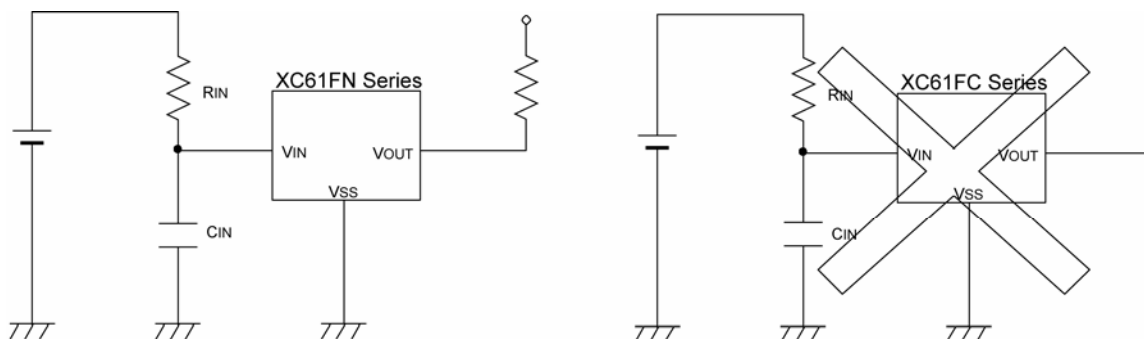 XC61FN Series
RIN
VIN
VOUT
VSS
CIN
XC61FC Series
RIN
VIN
VOUT
VSS
CIN